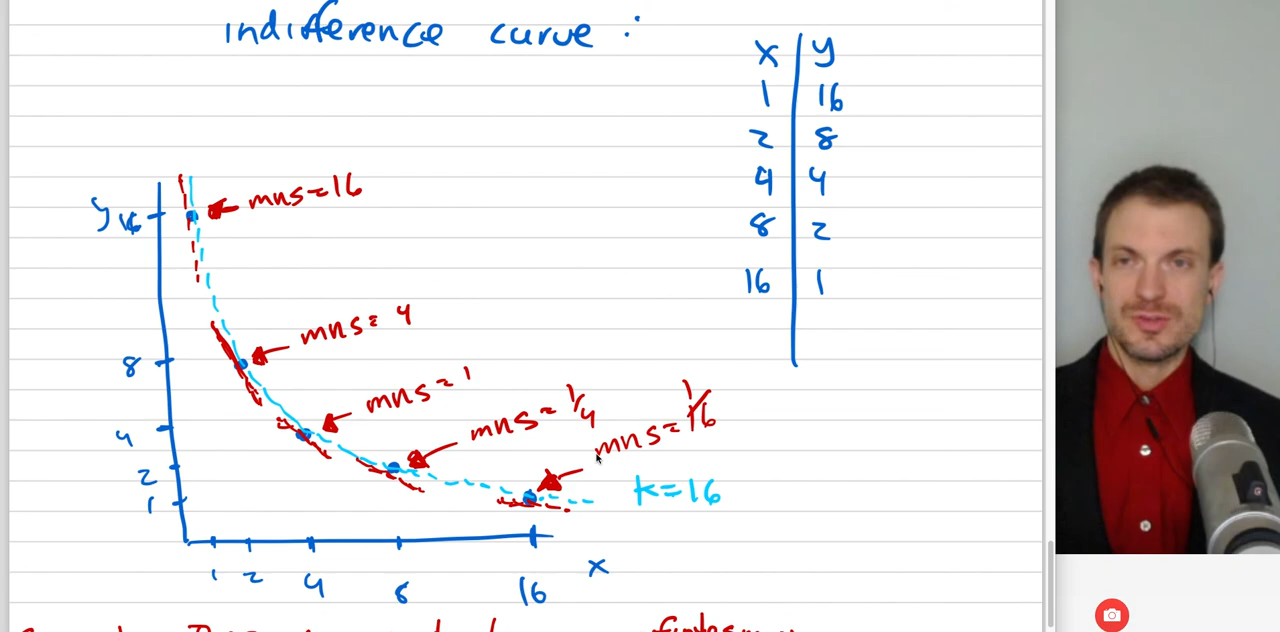 indifference curve :
x y
1 16
2 8
4 4
8 2
16 1
y 16
mrs = 16
mrs = 4
8
mrs = 1
mrs = 1/4
mrs = 1/16
4
2
1
k = 16
1 2 4 8 16
x